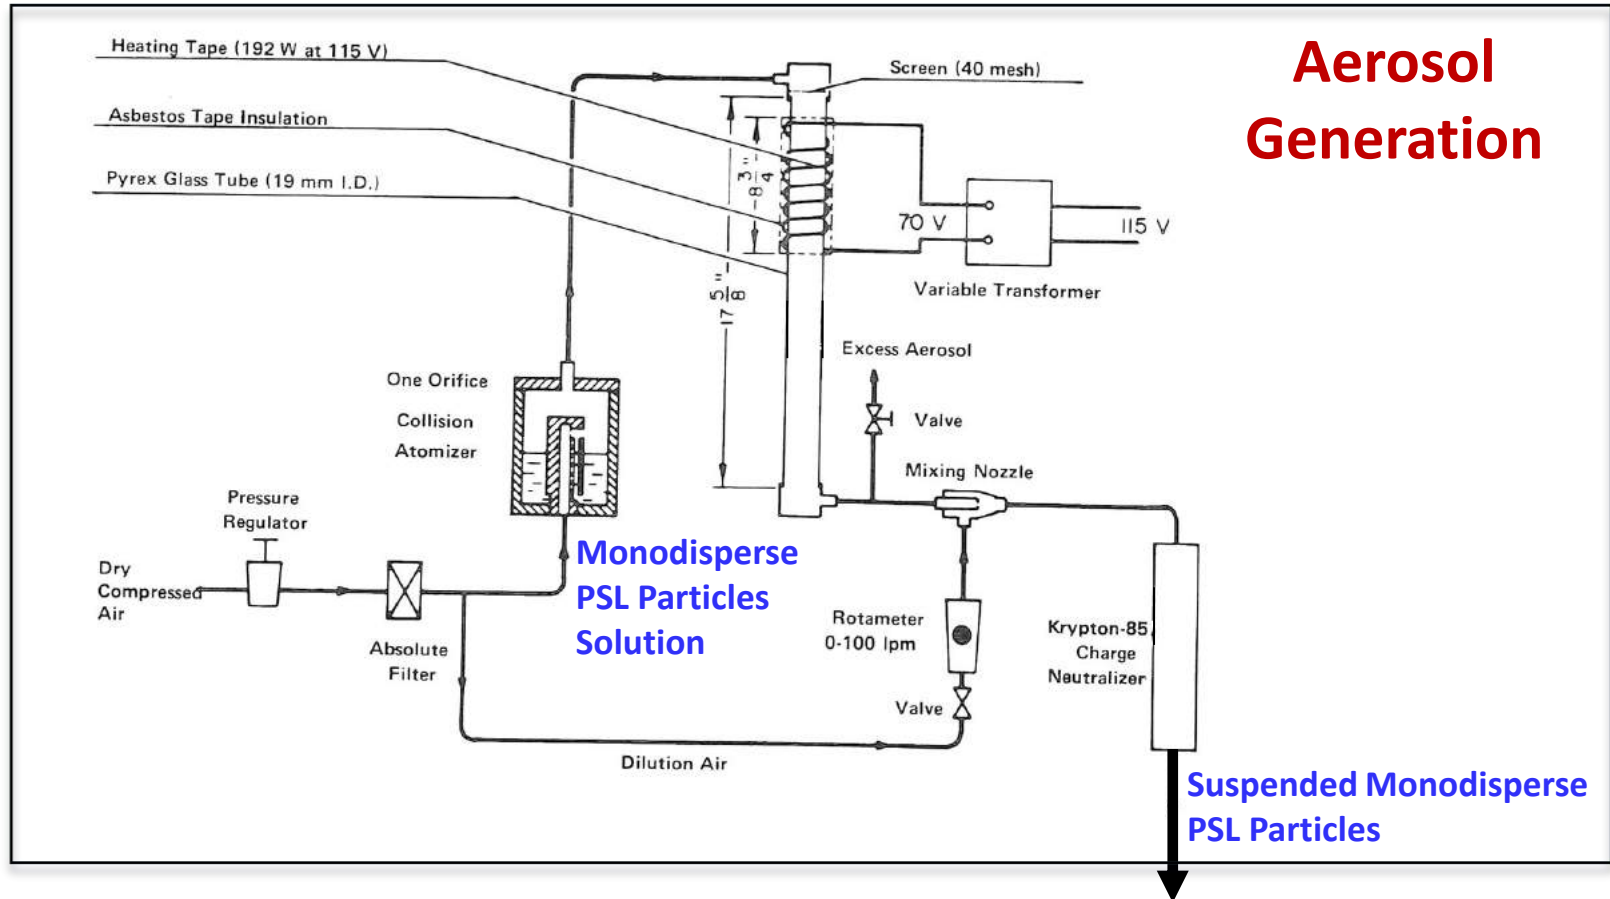 Aerosol
Generation
Heating Tape (192 W at 115 V)
Asbestos Tape Insulation
Pyrex Glass Tube (19 mm I.D.)
Screen (40 mesh)
8 3/4"
17 5/8"
70 V
115 V
Variable Transformer
Excess Aerosol
Valve
Mixing Nozzle
One Orifice
Collision
Atomizer
Pressure
Regulator
Dry
Compressed
Air
Absolute
Filter
Monodisperse
PSL Particles
Solution
Rotameter
0-100 lpm
Valve
Krypton-85
Charge
Neutralizer
Dilution Air
Suspended Monodisperse
PSL Particles